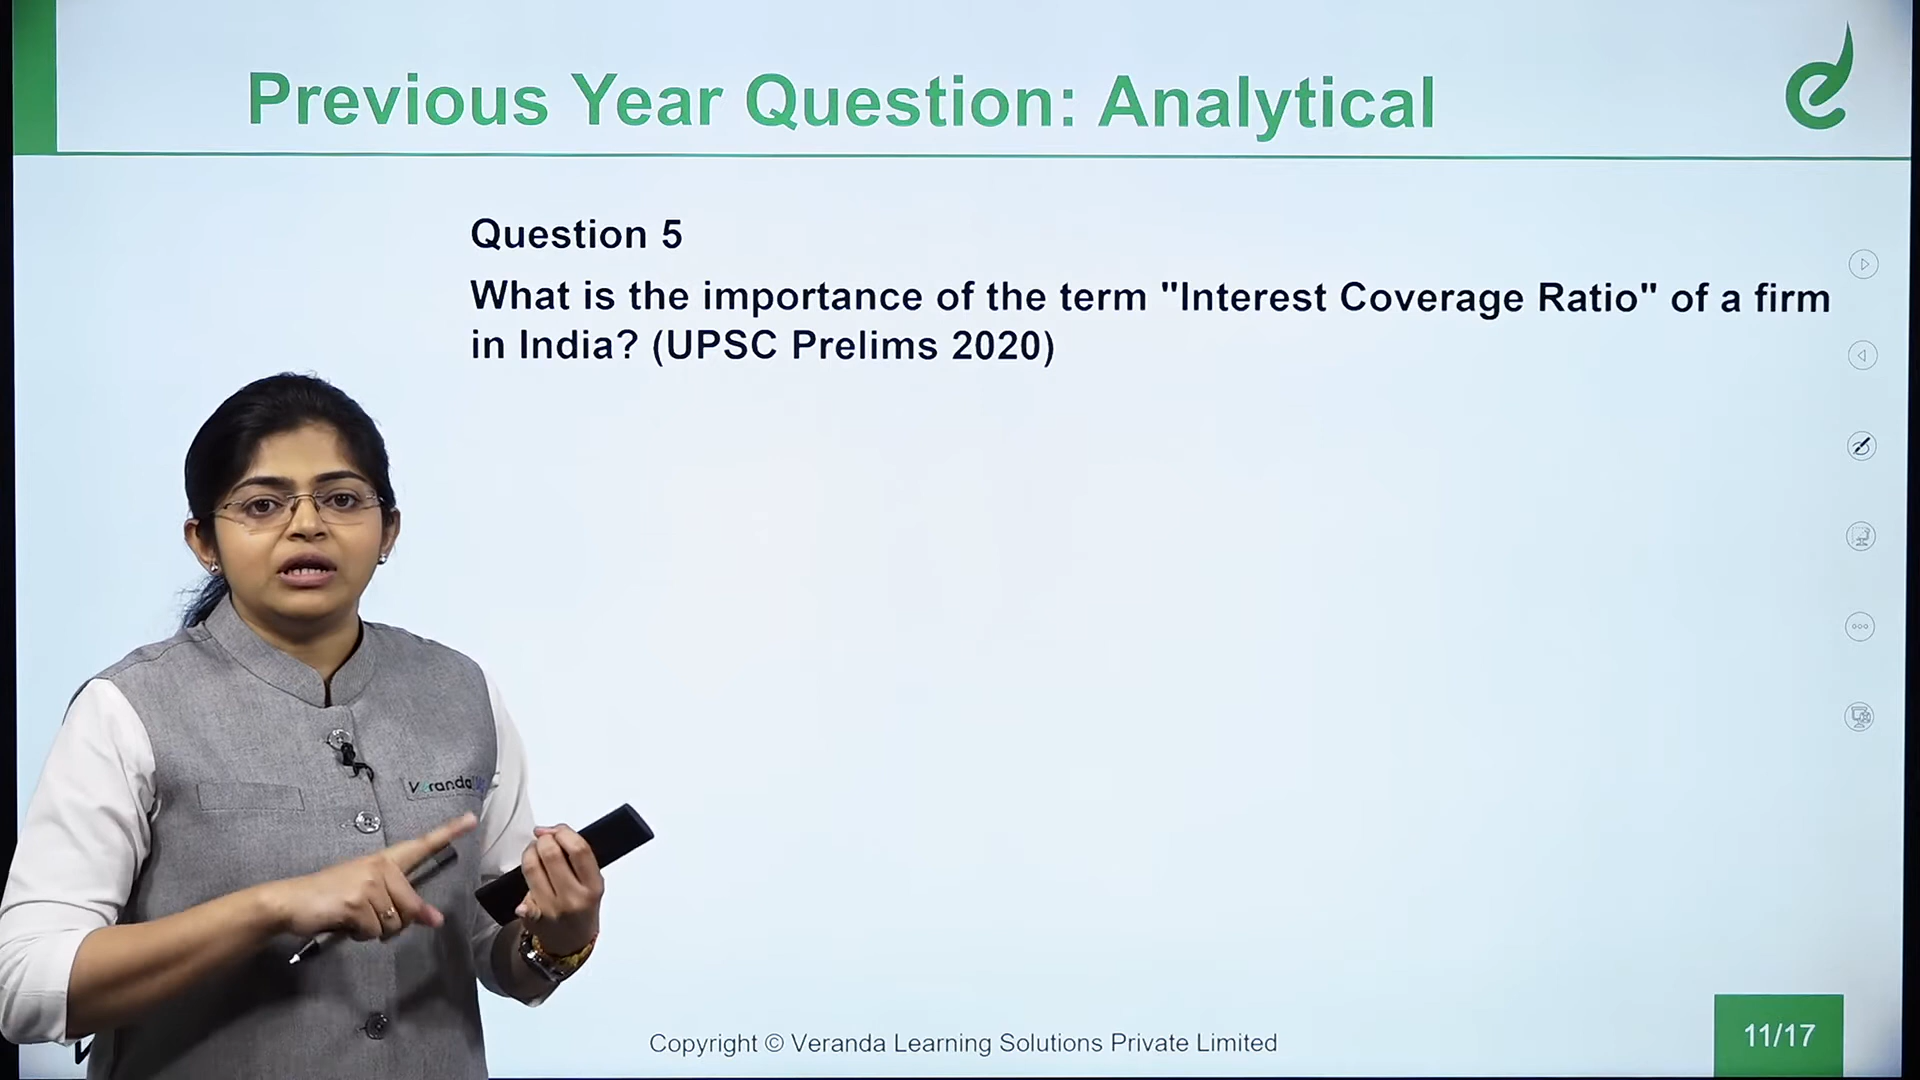 Previous Year Question: Analytical
Question 5
What is the importance of the term "Interest Coverage Ratio" of a firm
in India? (UPSC Prelims 2020)
Veranda
Copyright © Veranda Learning Solutions Private Limited
11/17